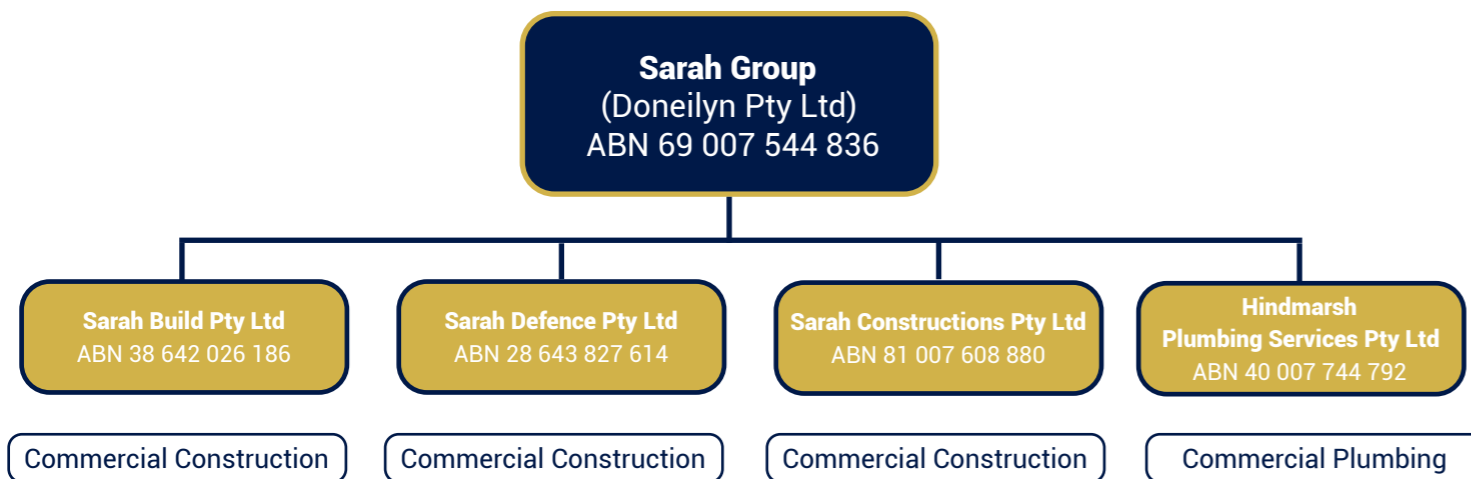 Sarah Group
(Doneilyn Pty Ltd)
ABN 69 007 544 836
Sarah Build Pty Ltd
ABN 38 642 026 186
Sarah Defence Pty Ltd
ABN 28 643 827 614
Sarah Constructions Pty Ltd
ABN 81 007 608 880
Hindmarsh
Plumbing Services Pty Ltd
ABN 40 007 744 792
Commercial Construction
Commercial Construction
Commercial Construction
Commercial Plumbing